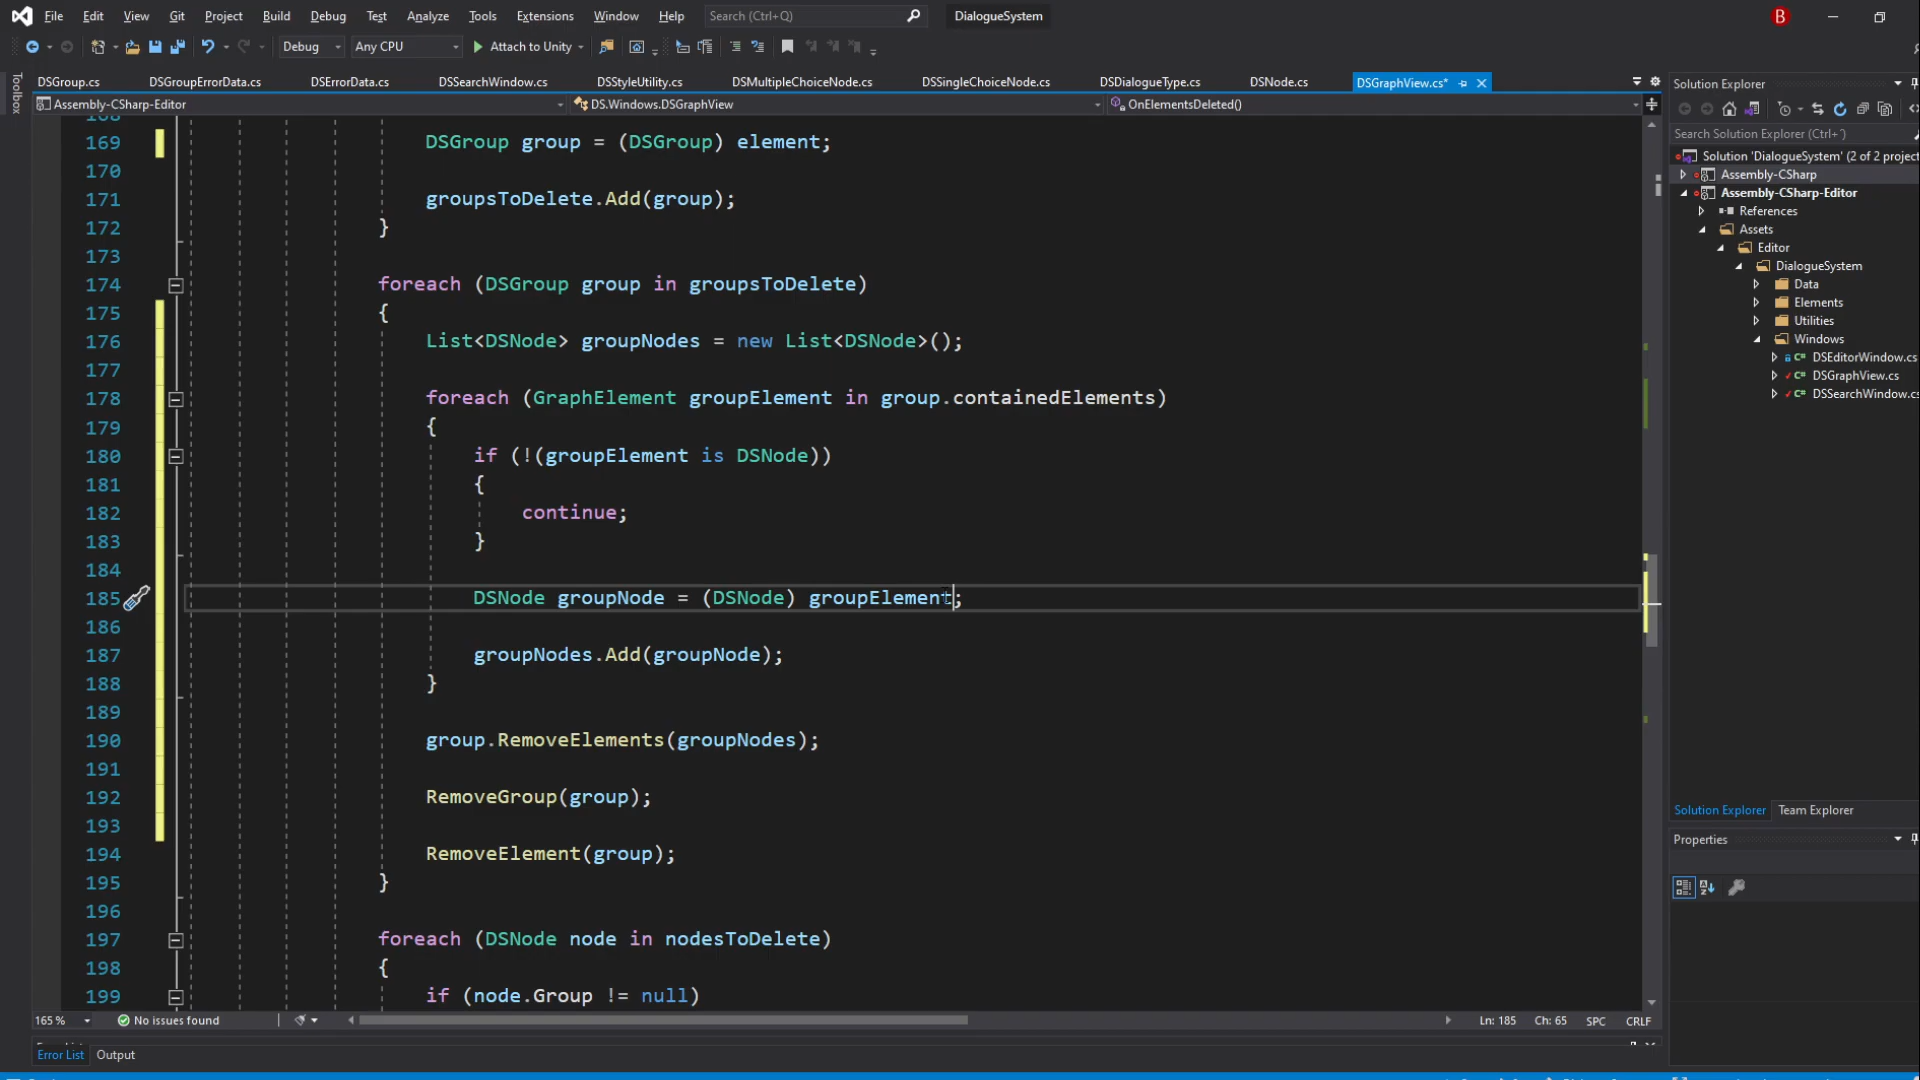 File Edit View Git Project Build Debug Test Analyze Tools Extensions Window Help Search (Ctrl+Q) DialogueSystem B
Debug Any CPU Attach to Unity
Toolbox
DSGroup.cs DSGroupErrorData.cs DSErrorData.cs DSSearchWindow.cs DSStyleUtility.cs DSMultipleChoiceNode.cs DSSingleChoiceNode.cs DSDialogueType.cs DSNode.cs DSGraphView.cs*
Assembly-CSharp-Editor DS.Windows.DSGraphView OnElementsDeleted()
168
169 DSGroup group = (DSGroup) element;
170
171 groupsToDelete.Add(group);
172 }
173
174 foreach (DSGroup group in groupsToDelete)
175 {
176 List<DSNode> groupNodes = new List<DSNode>();
177
178 foreach (GraphElement groupElement in group.containedElements)
179 {
180 if (!(groupElement is DSNode))
181 {
182 continue;
183 }
184
185 DSNode groupNode = (DSNode) groupElement;
186
187 groupNodes.Add(groupNode);
188 }
189
190 group.RemoveElements(groupNodes);
191
192 RemoveGroup(group);
193
194 RemoveElement(group);
195 }
196
197 foreach (DSNode node in nodesToDelete)
198 {
199 if (node.Group != null)
165 % No issues found Ln: 185 Ch: 65 SPC CRLF
Error List Output
Solution Explorer
Search Solution Explorer (Ctrl+')
Solution 'DialogueSystem' (2 of 2 project
Assembly-CSharp
Assembly-CSharp-Editor
References
Assets
Editor
DialogueSystem
Data
Elements
Utilities
Windows
DSEditorWindow.cs
DSGraphView.cs
DSSearchWindow.cs
Solution Explorer Team Explorer
Properties